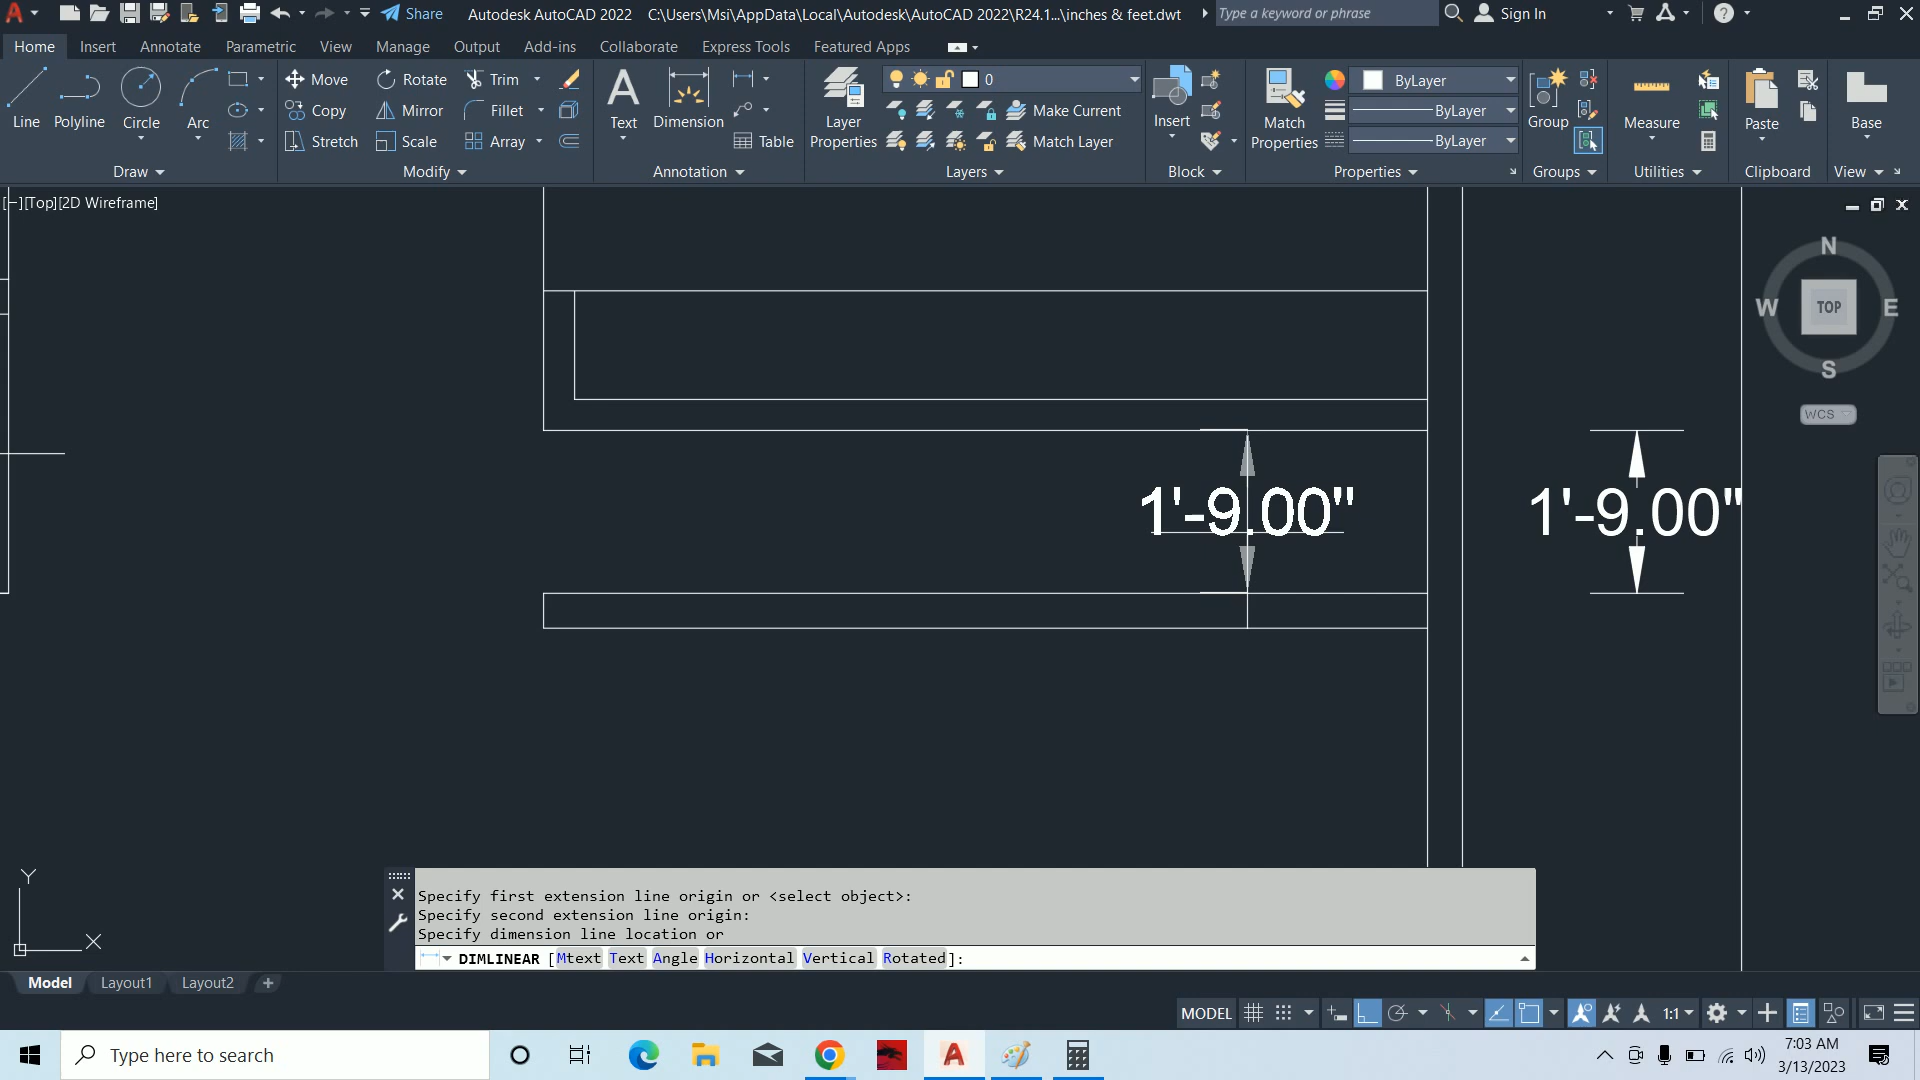 Share
Autodesk AutoCAD 2022 C:\Users\Msi\AppData\Local\Autodesk\AutoCAD 2022\R24.1...\inches & feet.dwt
Type a keyword or phrase
Sign In
Home Insert Annotate Parametric View Manage Output Add-ins Collaborate Express Tools Featured Apps
Line Polyline Circle Arc
Move Rotate Trim
Copy Mirror Fillet
Stretch Scale Array
Text Dimension Table
Layer Properties
0
Make Current
Match Layer
Insert
Match Properties
ByLayer
ByLayer
ByLayer
Group
Measure
Paste
Base
Draw Modify Annotation Layers Block Properties Groups Utilities Clipboard View
[−][Top][2D Wireframe]
N
W TOP E
S
WCS
1'-9.00" 1'-9.00"
Y
X
Specify first extension line origin or <select object>:
Specify second extension line origin:
Specify dimension line location or
DIMLINEAR [Mtext Text Angle Horizontal Vertical Rotated]:
Model Layout1 Layout2 +
MODEL 1:1
Type here to search
7:03 AM
3/13/2023